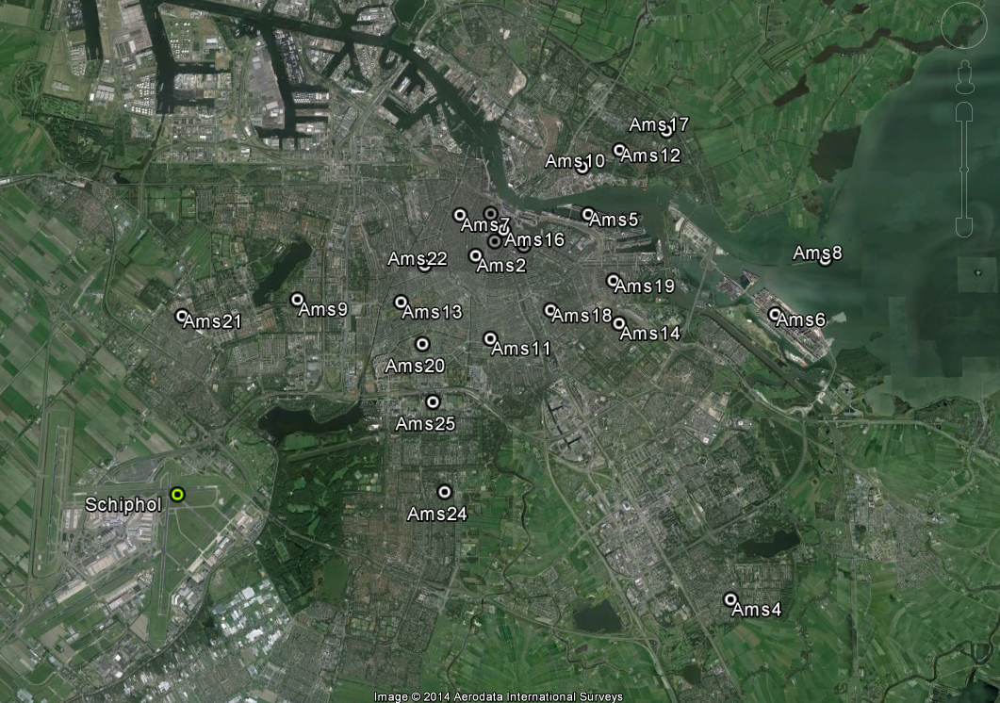 Ams17
Ams12
Ams10
Ams5
Ams7
Ams16
Ams8
Ams22
Ams2
Ams19
Ams9
Ams13
Ams18
Ams6
Ams21
Ams14
Ams11
Ams20
Ams25
Schiphol
Ams24
Ams4
Image © 2014 Aerodata International Surveys